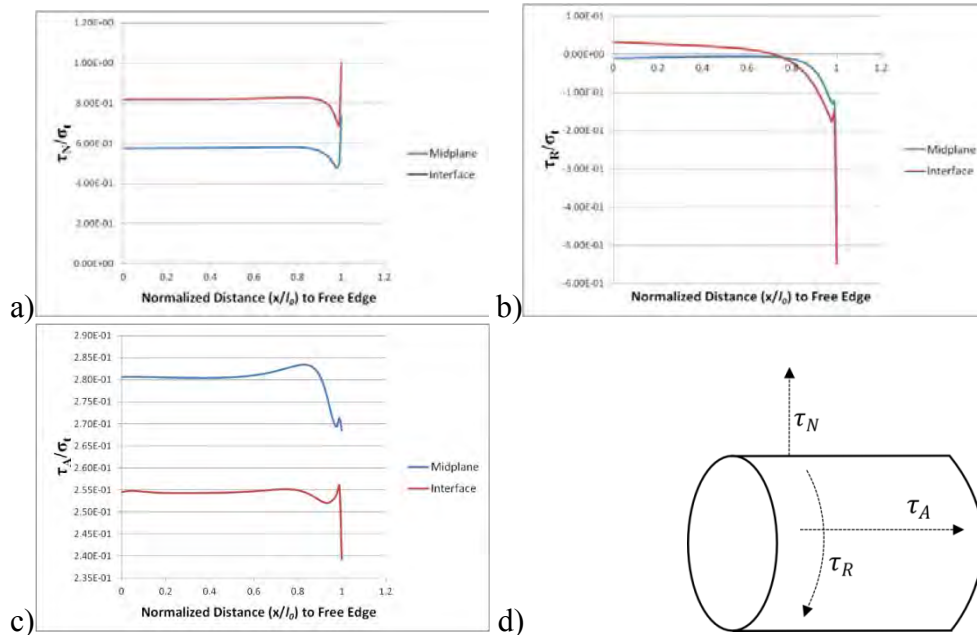 1.20E+00
1.00E+00
8.00E-01
6.00E-01
4.00E-01
2.00E-01
0.00E+00
τN/σt
0 0.2 0.4 0.6 0.8 1 1.2
Normalized Distance (x/l0) to Free Edge
Midplane
Interface
a)
1.00E-01
0.00E+00
-1.00E-01
-2.00E-01
-3.00E-01
-4.00E-01
-5.00E-01
-6.00E-01
τR/σt
0 0.2 0.4 0.6 0.8 1 1.2
Normalized Distance (x/l0) to Free Edge
Midplane
Interface
b)
2.90E-01
2.85E-01
2.80E-01
2.75E-01
2.70E-01
2.65E-01
2.60E-01
2.55E-01
2.50E-01
2.45E-01
2.40E-01
2.35E-01
τA/σt
0 0.2 0.4 0.6 0.8 1 1.2
Normalized Distance (x/l0) to Free Edge
Midplane
Interface
c)
τN
τA
τR
d)